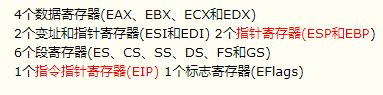 4个数据寄存器(EAX、EBX、ECX和EDX)
2个变址和指针寄存器(ESI和EDI) 2个指针寄存器(ESP和EBP)
6个段寄存器(ES、CS、SS、DS、FS和GS)
1个指令指针寄存器(EIP) 1个标志寄存器(EFlags)